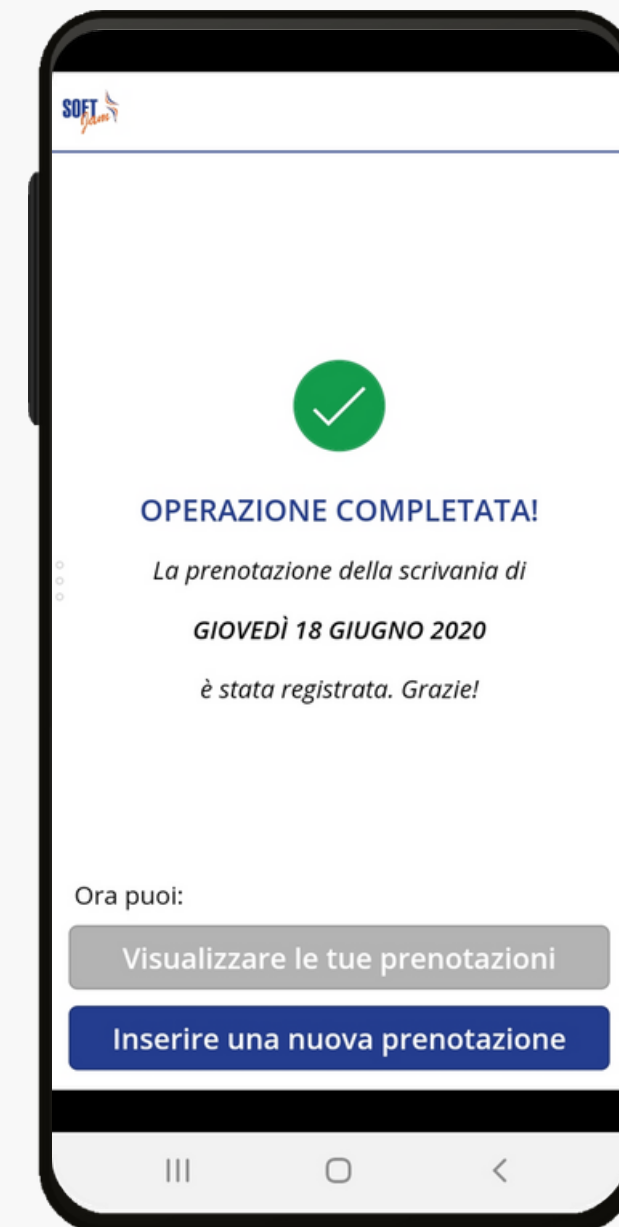 SOFT
Jam
OPERAZIONE COMPLETATA!
La prenotazione della scrivania di
GIOVEDÌ 18 GIUGNO 2020
è stata registrata. Grazie!
Ora puoi:
Visualizzare le tue prenotazioni
Inserire una nuova prenotazione